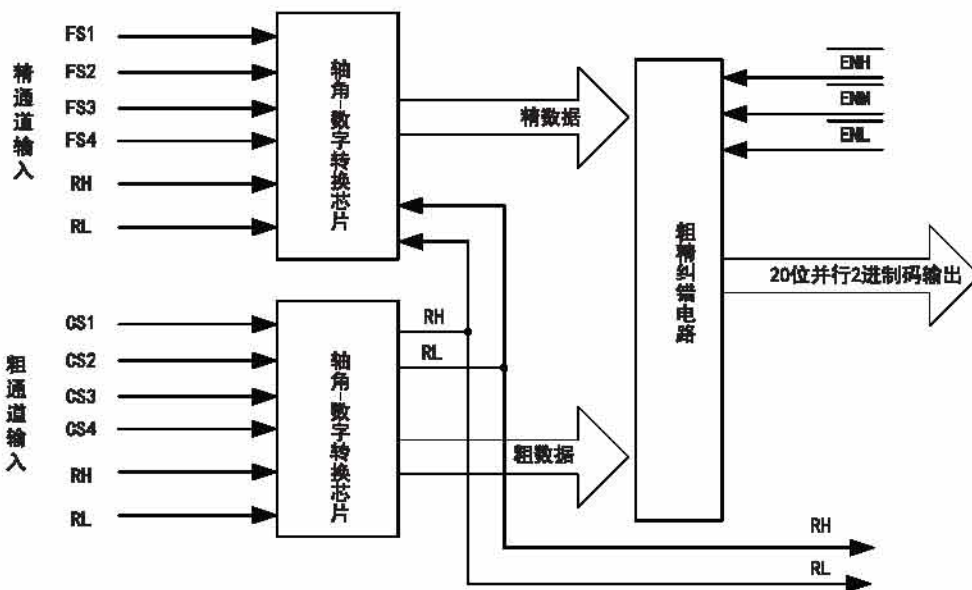 精通道输入
FS1
FS2
FS3
FS4
RH
RL
轴角-数字转换芯片
精数据
粗通道输入
CS1
CS2
CS3
CS4
RH
RL
轴角-数字转换芯片
RH
RL
粗数据
粗精纠错电路
ENH
ENM
ENL
20位并行2进制码输出
RH
RL